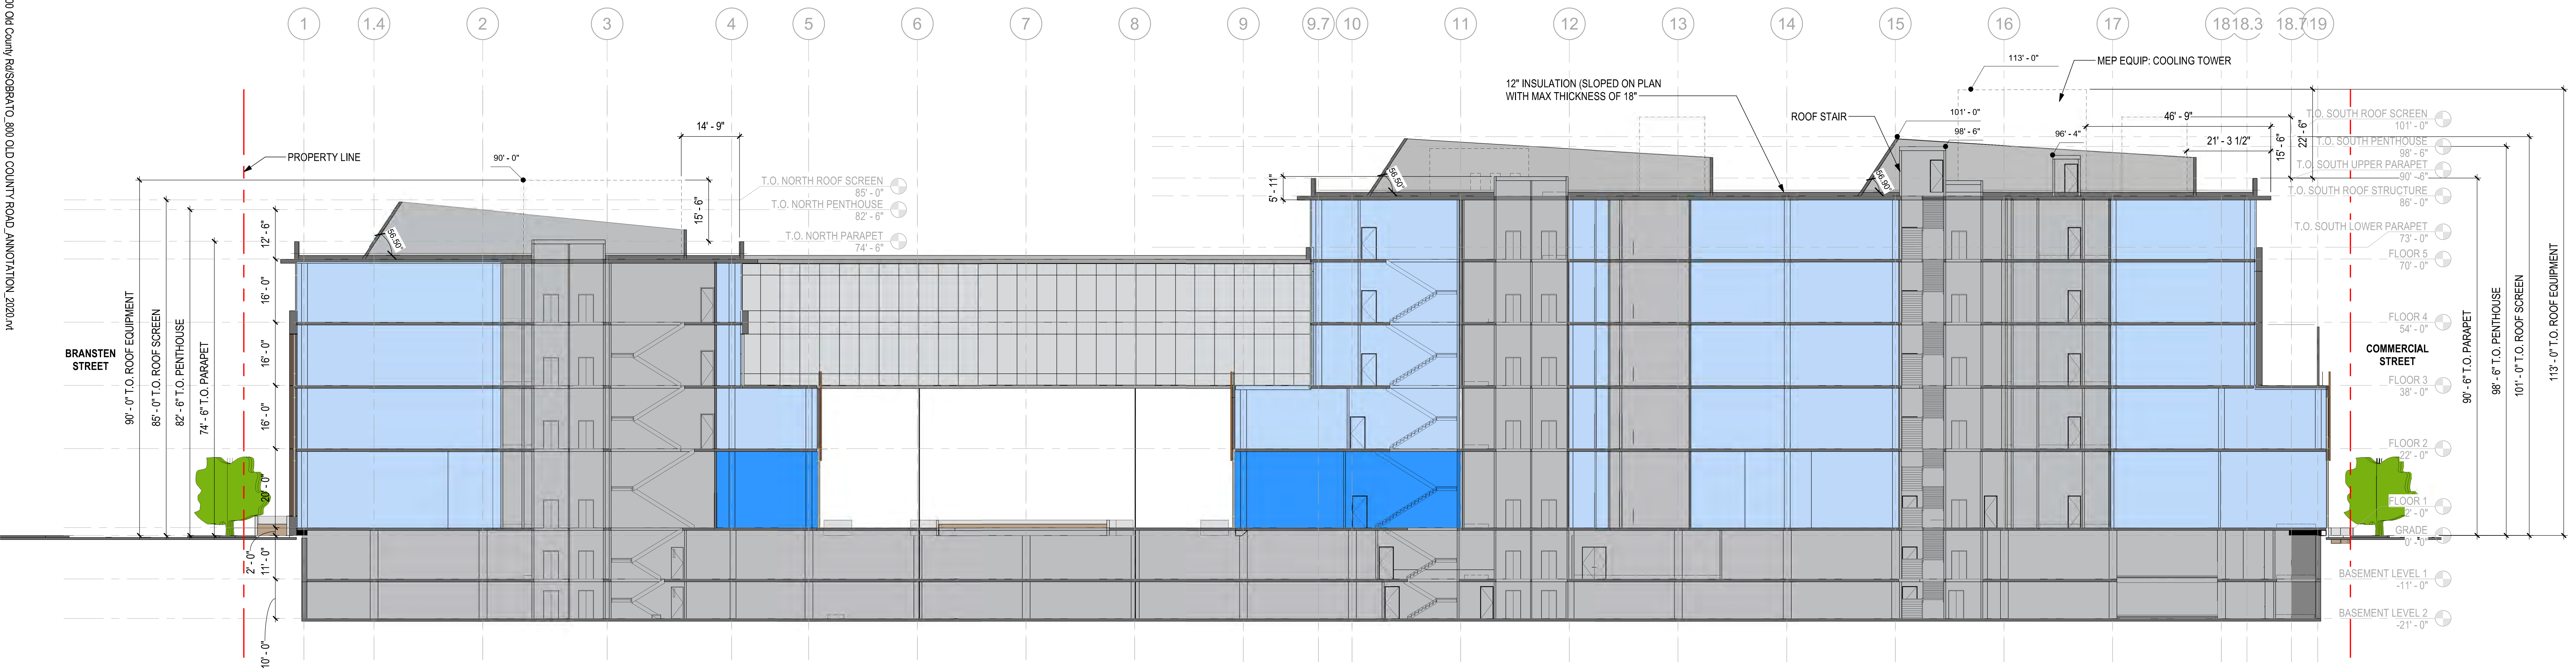 00 Old County Rd/SOBRATO_800 OLD COUNTY ROAD_ANNOTATION_2020.rvt
1
1.4
2
3
4
5
6
7
8
9
9.7
10
11
12
13
14
15
16
17
18
18.3
18.7
19
113' - 0"
MEP EQUIP: COOLING TOWER
12" INSULATION (SLOPED ON PLAN
WITH MAX THICKNESS OF 18"
ROOF STAIR
101' - 0"
98' - 6"
96' - 4"
46' - 9"
21' - 3 1/2"
15' - 6"
22' - 6"
T.O. SOUTH ROOF SCREEN
101' - 0"
T.O. SOUTH PENTHOUSE
98' - 6"
T.O. SOUTH UPPER PARAPET
90' - 6"
T.O. SOUTH ROOF STRUCTURE
86' - 0"
T.O. SOUTH LOWER PARAPET
73' - 0"
FLOOR 5
70' - 0"
FLOOR 4
54' - 0"
COMMERCIAL
STREET
FLOOR 3
38' - 0"
FLOOR 2
22' - 0"
FLOOR 1
2' - 0"
GRADE
0' - 0"
BASEMENT LEVEL 1
-11' - 0"
BASEMENT LEVEL 2
-21' - 0"
90' - 6" T.O. PARAPET
98' - 6" T.O. PENTHOUSE
101' - 0" T.O. ROOF SCREEN
113' - 0" T.O. ROOF EQUIPMENT
PROPERTY LINE
90' - 0"
14' - 9"
15' - 6"
T.O. NORTH ROOF SCREEN
85' - 0"
T.O. NORTH PENTHOUSE
82' - 6"
T.O. NORTH PARAPET
74' - 6"
5' - 11"
56.50°
56.50°
56.90°
BRANSTEN
STREET
90' - 0" T.O. ROOF EQUIPMENT
85' - 0" T.O. ROOF SCREEN
82' - 6" T.O. PENTHOUSE
74' - 6" T.O. PARAPET
12' - 6"
16' - 0"
16' - 0"
16' - 0"
20' - 0"
2' - 0"
11' - 0"
10' - 0"